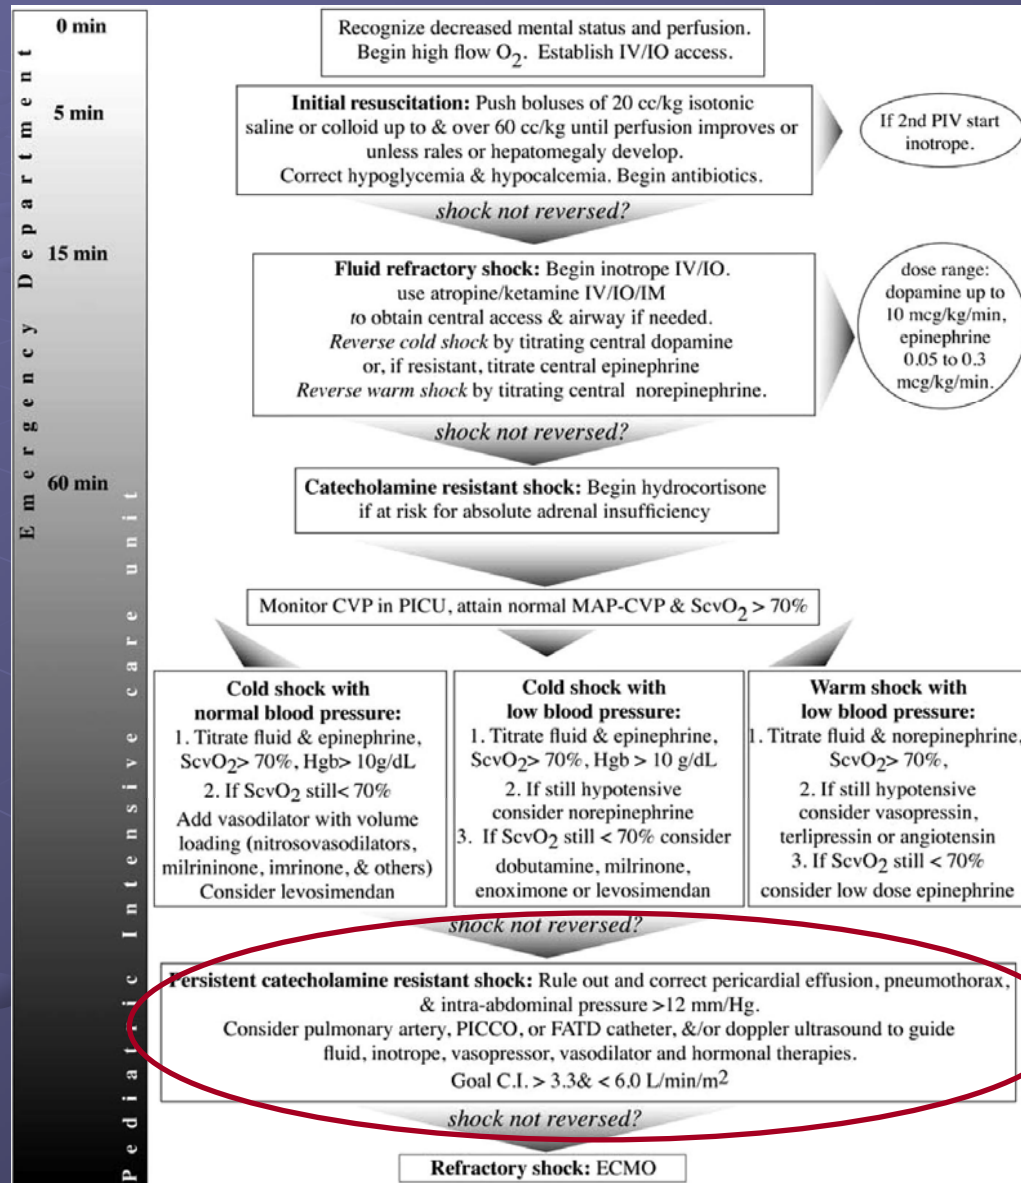 Emergency Department
Pediatric Intensive care unit
0 min
Recognize decreased mental status and perfusion.
Begin high flow O2. Establish IV/IO access.
5 min
Initial resuscitation: Push boluses of 20 cc/kg isotonic
saline or colloid up to & over 60 cc/kg until perfusion improves or
unless rales or hepatomegaly develop.
Correct hypoglycemia & hypocalcemia. Begin antibiotics.
If 2nd PIV start
inotrope.
shock not reversed?
15 min
Fluid refractory shock: Begin inotrope IV/IO.
use atropine/ketamine IV/IO/IM
to obtain central access & airway if needed.
Reverse cold shock by titrating central dopamine
or, if resistant, titrate central epinephrine
Reverse warm shock by titrating central norepinephrine.
dose range:
dopamine up to
10 mcg/kg/min,
epinephrine
0.05 to 0.3
mcg/kg/min.
shock not reversed?
60 min
Catecholamine resistant shock: Begin hydrocortisone
if at risk for absolute adrenal insufficiency
Monitor CVP in PICU, attain normal MAP-CVP & ScvO2 > 70%
Cold shock with
normal blood pressure:
1. Titrate fluid & epinephrine,
ScvO2> 70%, Hgb> 10g/dL
2. If ScvO2 still< 70%
Add vasodilator with volume
loading (nitrosovasodilators,
milrininone, imrinone, & others)
Consider levosimendan
Cold shock with
low blood pressure:
1. Titrate fluid & epinephrine,
ScvO2> 70%, Hgb > 10 g/dL
2. If still hypotensive
consider norepinephrine
3. If ScvO2 still < 70% consider
dobutamine, milrinone,
enoximone or levosimendan
Warm shock with
low blood pressure:
1. Titrate fluid & norepinephrine,
ScvO2> 70%,
2. If still hypotensive
consider vasopressin,
terlipressin or angiotensin
3. If ScvO2 still < 70%
consider low dose epinephrine
shock not reversed?
Persistent catecholamine resistant shock: Rule out and correct pericardial effusion, pneumothorax,
& intra-abdominal pressure >12 mm/Hg.
Consider pulmonary artery, PICCO, or FATD catheter, &/or doppler ultrasound to guide
fluid, inotrope, vasopressor, vasodilator and hormonal therapies.
Goal C.I. > 3.3& < 6.0 L/min/m2
shock not reversed?
Refractory shock: ECMO